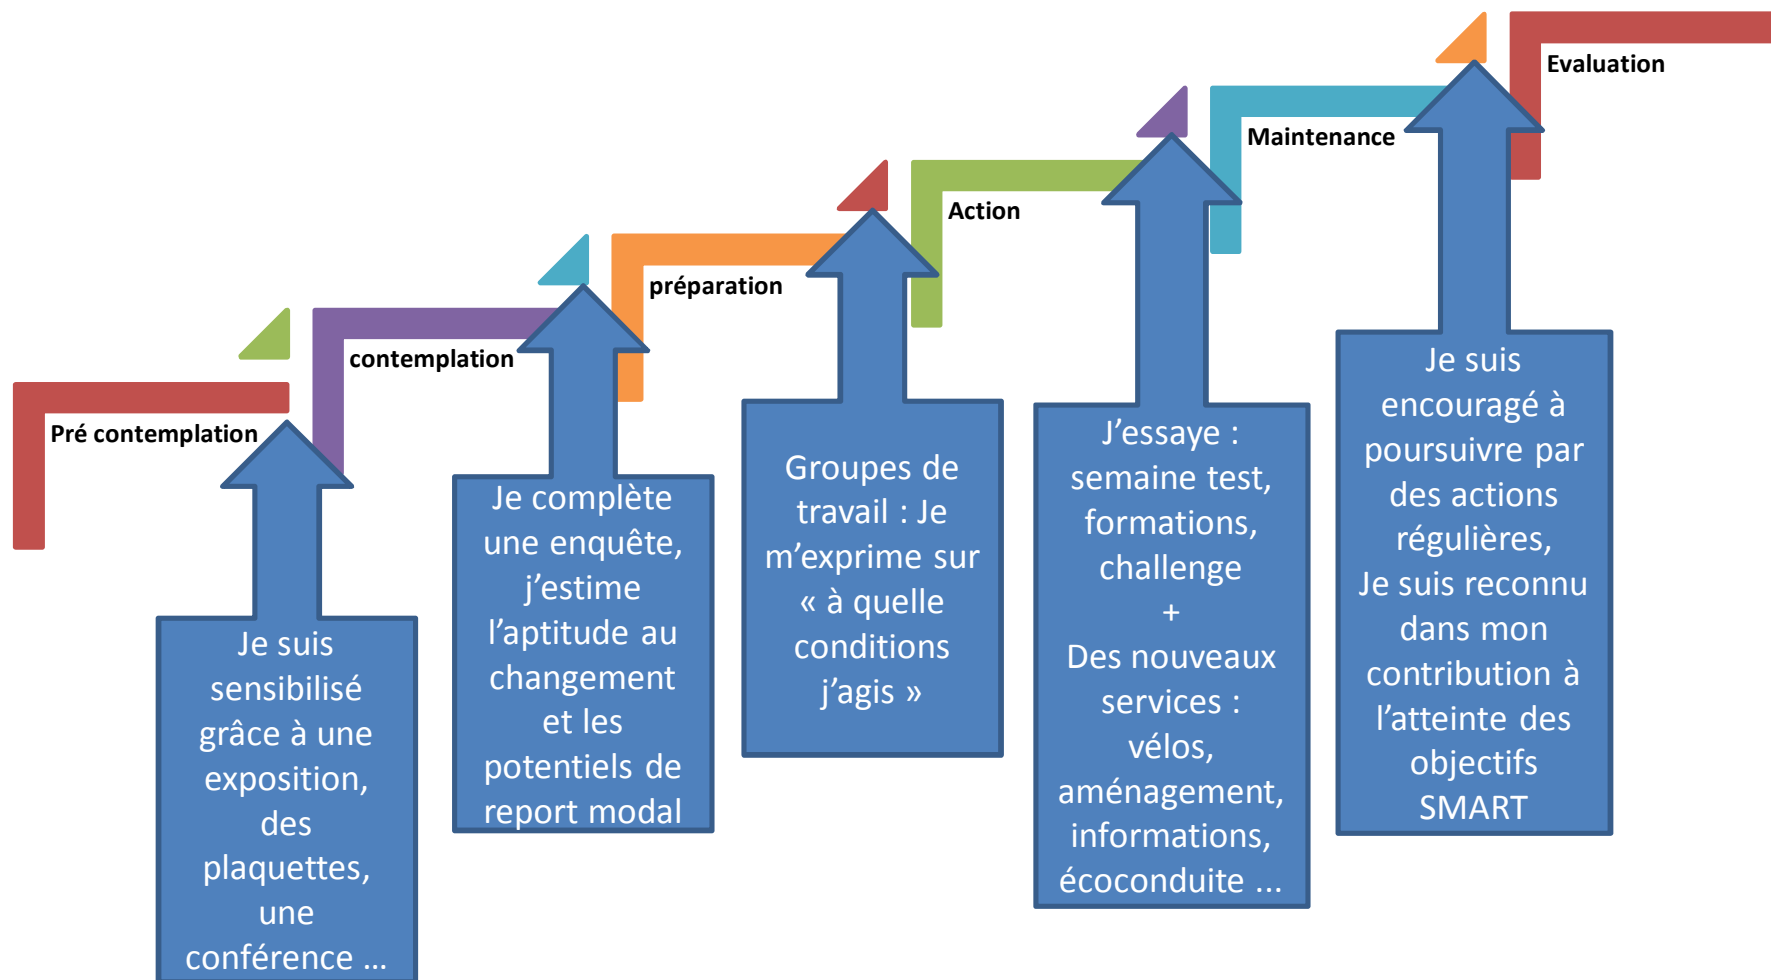 Pré contemplation
Je suis
sensibilisé
grâce à une
exposition,
des
plaquettes,
une
conférence ...
contemplation
Je complète
une enquête,
j’estime
l’aptitude au
changement
et les
potentiels de
report modal
préparation
Groupes de
travail : Je
m’exprime sur
« à quelle
conditions
j’agis »
Action
J’essaye :
semaine test,
formations,
challenge
+
Des nouveaux
services :
vélos,
aménagement,
informations,
écoconduite ...
Maintenance
Je suis
encouragé à
poursuivre par
des actions
régulières,
Je suis reconnu
dans mon
contribution à
l’atteinte des
objectifs
SMART
Evaluation